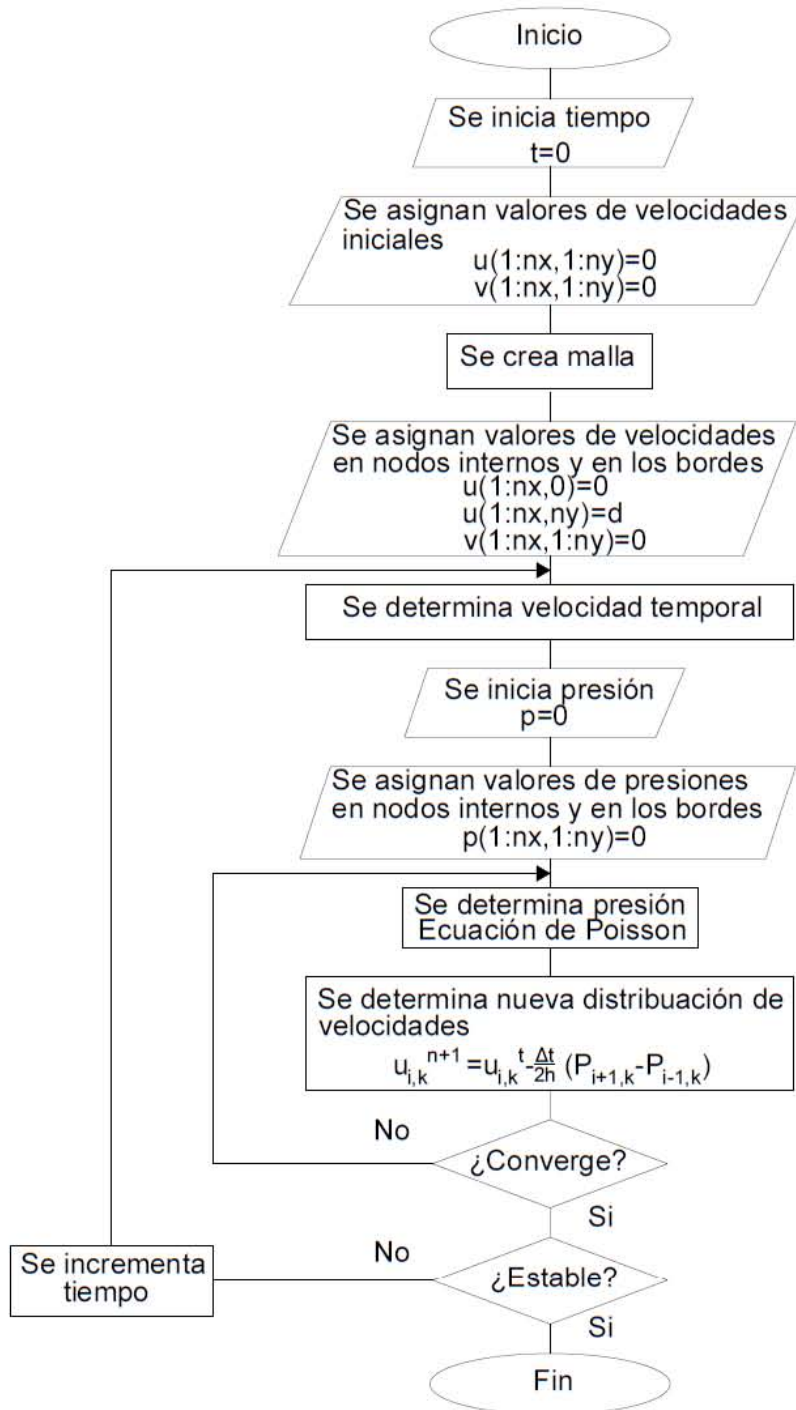 Inicio
Se inicia tiempo
t=0
Se asignan valores de velocidades
iniciales
u(1:nx,1:ny)=0
v(1:nx,1:ny)=0
Se crea malla
Se asignan valores de velocidades
en nodos internos y en los bordes
u(1:nx,0)=0
u(1:nx,ny)=d
v(1:nx,1:ny)=0
Se determina velocidad temporal
Se inicia presión
p=0
Se asignan valores de presiones
en nodos internos y en los bordes
p(1:nx,1:ny)=0
Se determina presión
Ecuación de Poisson
Se determina nueva distribuación de
velocidades
u_{i,k}^{n+1}=u_{i,k}^{t}-\frac{Δt}{2h} (P_{i+1,k}-P_{i-1,k})
No
¿Converge?
Si
No
Se incrementa
tiempo
¿Estable?
Si
Fin